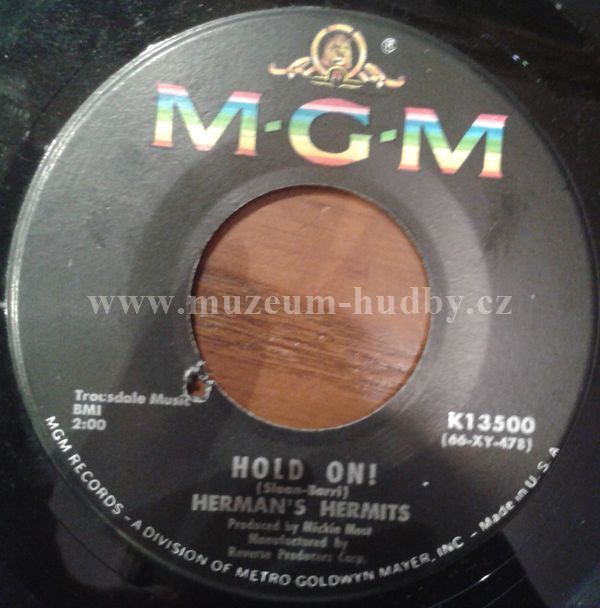 ®
M-G-M
www.muzeum-hudby.cz
Trousdale Music
BMI
2:00
K13500
(66-XY-478)
HOLD ON!
(Sloan-Barri)
HERMAN'S HERMITS
Produced by Mickie Most
Manufactured by
Reverse Producers Corp.
MGM RECORDS - A DIVISION OF METRO GOLDWYN MAYER, INC - Made in U. S. A